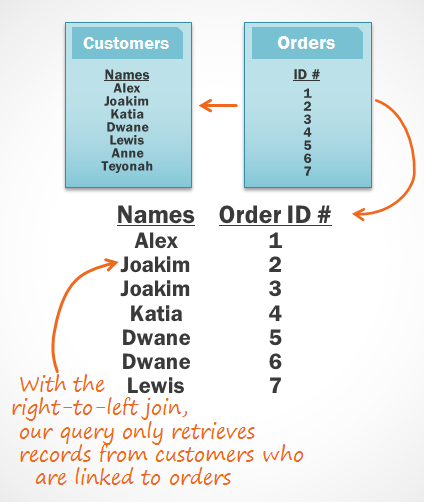 Customers
Names
Alex
Joakim
Katia
Dwane
Lewis
Anne
Teyonah
Orders
ID #
1
2
3
4
5
6
7
Names Order ID #
Alex 1
Joakim 2
Joakim 3
Katia 4
Dwane 5
Dwane 6
Lewis 7
With the
right-to-left join,
our query only retrieves
records from customers who
are linked to orders